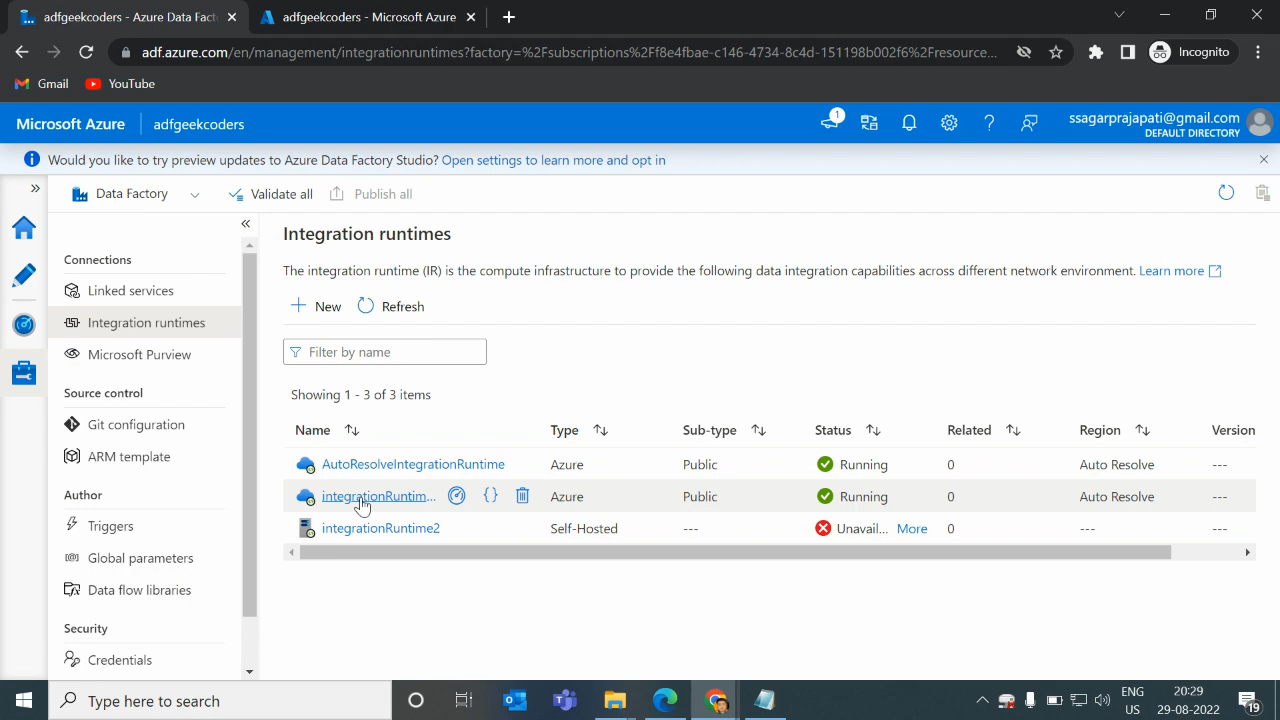 adfgeekcoders - Azure Data Facto
adfgeekcoders - Microsoft Azure
adf.azure.com/en/management/integrationruntimes?factory=%2Fsubscriptions%2Ff8e4fbae-c146-4734-8c4d-151198b002f6%2Fresource...
Incognito
Gmail
YouTube
Microsoft Azure
adfgeekcoders
1
ssagarprajapati@gmail.com
DEFAULT DIRECTORY
Would you like to try preview updates to Azure Data Factory Studio? Open settings to learn more and opt in
Data Factory
Validate all
Publish all
Connections
Linked services
Integration runtimes
Microsoft Purview
Source control
Git configuration
ARM template
Author
Triggers
Global parameters
Data flow libraries
Security
Credentials
Integration runtimes
The integration runtime (IR) is the compute infrastructure to provide the following data integration capabilities across different network environment. Learn more
New
Refresh
Filter by name
Showing 1 - 3 of 3 items
Name Type Sub-type Status Related Region Version
AutoResolveIntegrationRuntime Azure Public Running 0 Auto Resolve ---
integrationRuntim... {} Azure Public Running 0 Auto Resolve ---
integrationRuntime2 Self-Hosted --- Unavail... More 0 --- ---
Type here to search
ENG
US
20:29
29-08-2022
19